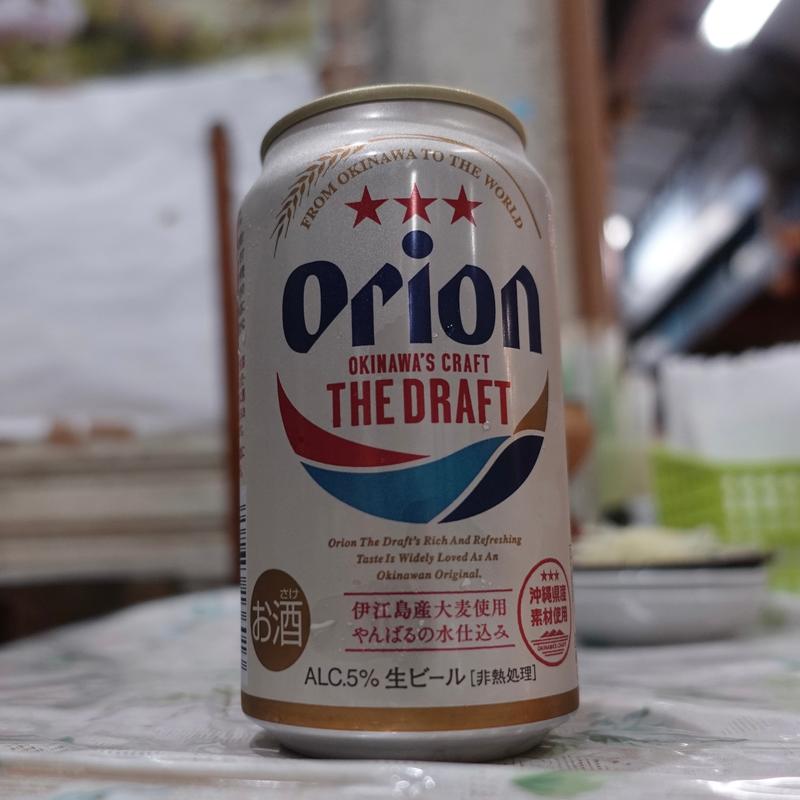 FROM OKINAWA TO THE WORLD
Orion
OKINAWA'S CRAFT
THE DRAFT
Orion The Draft's Rich And Refreshing
Taste Is Widely Loved As An
Okinawan Original.
さけ
お酒
伊江島産大麦使用
やんばるの水仕込み
沖縄県産
素材使用
OKINAWA'S CRAFT
ALC.5% 生ビール[非熱処理]